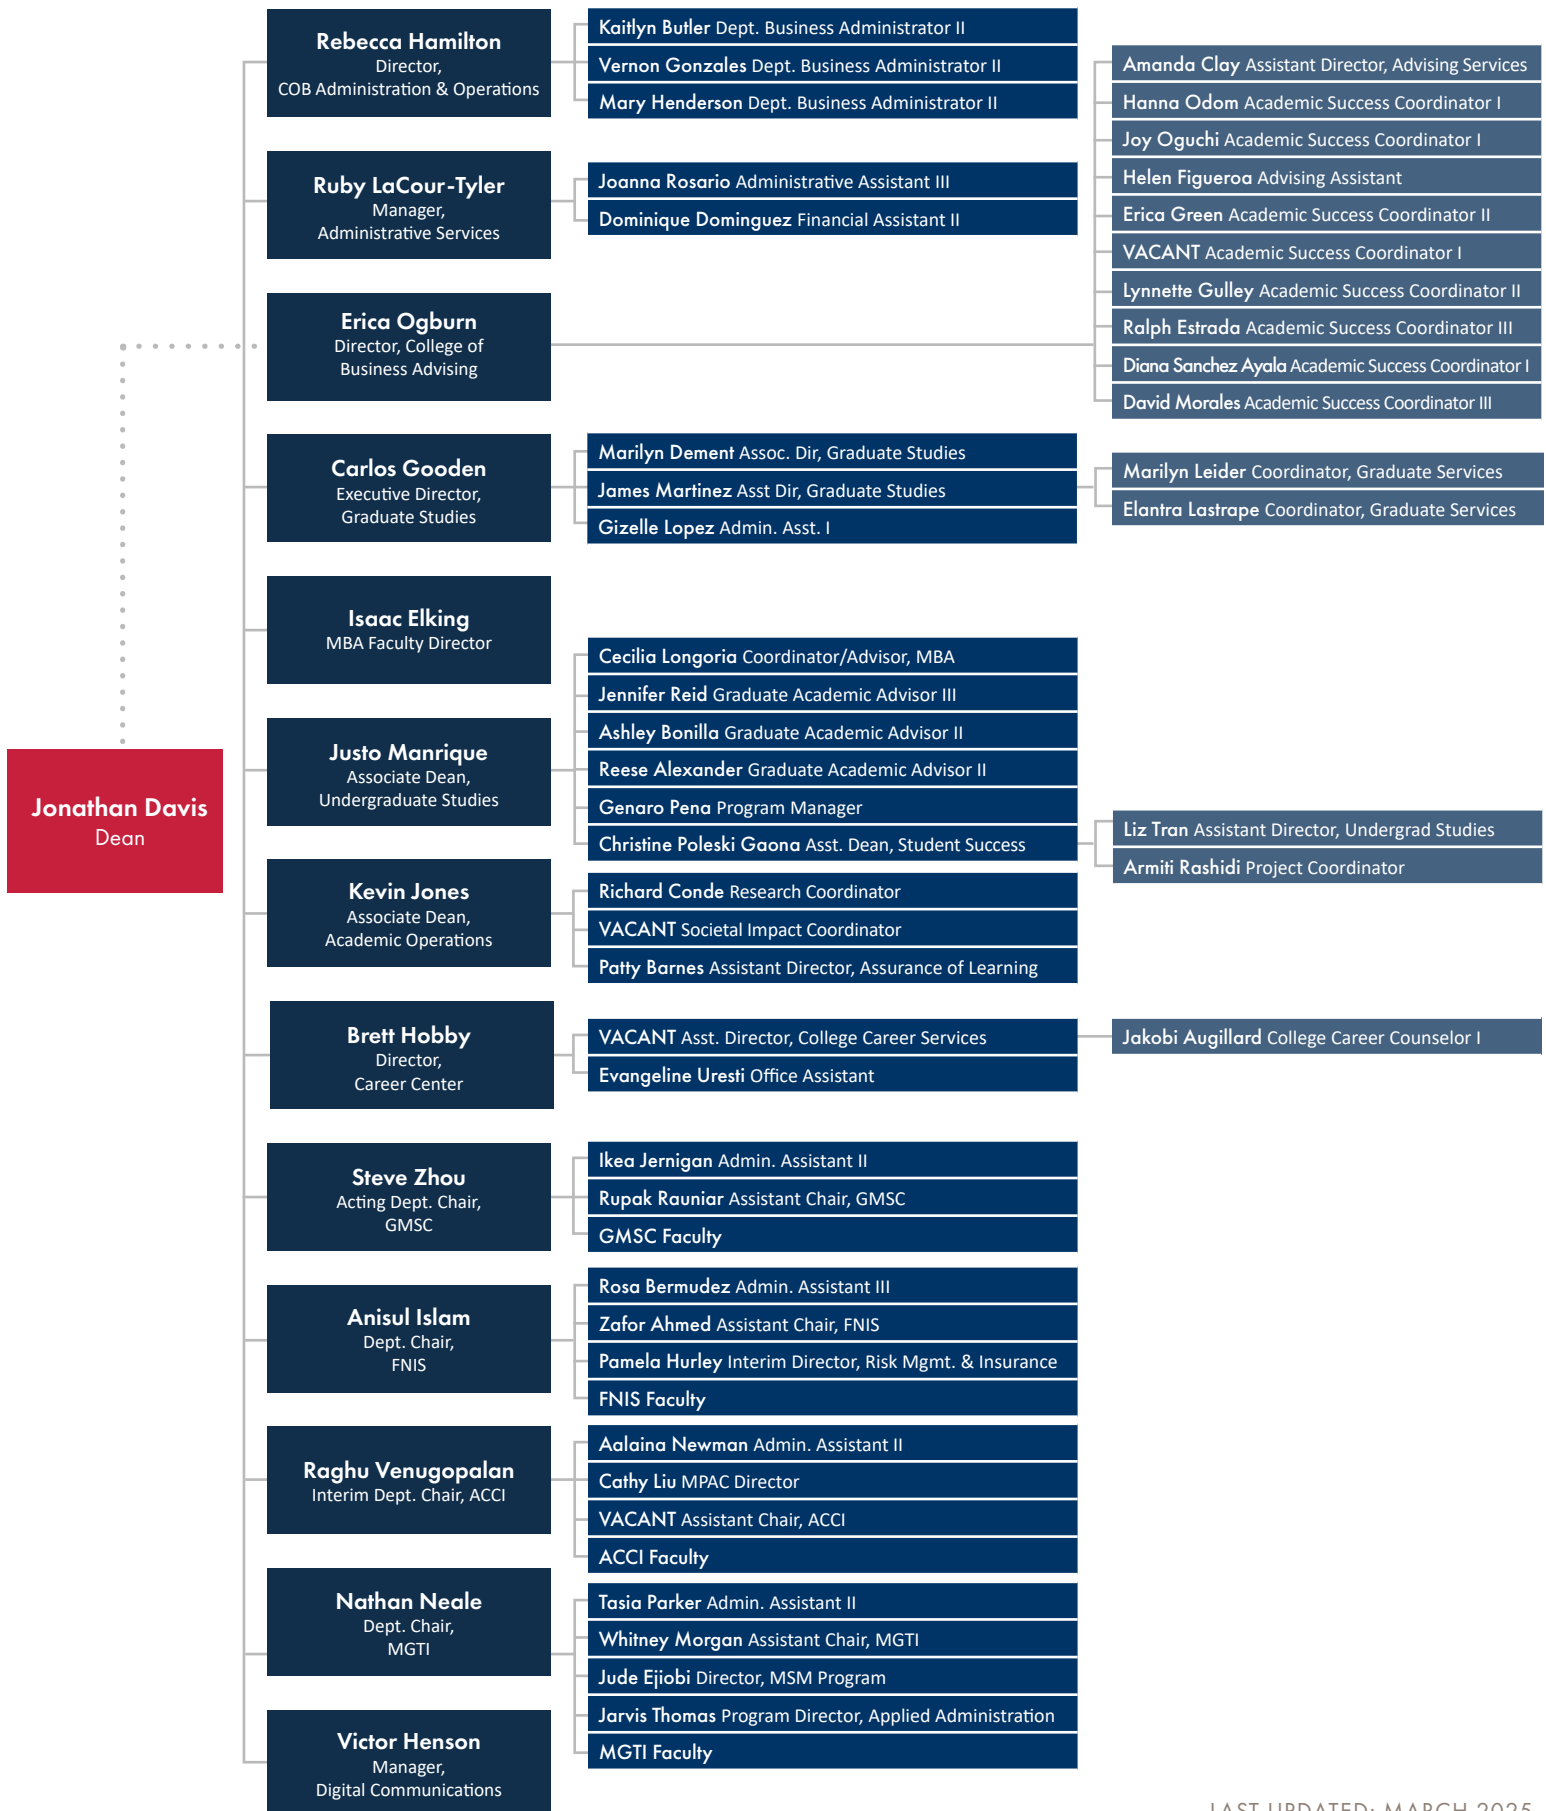 Jonathan Davis
Dean
Rebecca Hamilton
Director,
COB Administration & Operations
Kaitlyn Butler Dept. Business Administrator II
Vernon Gonzales Dept. Business Administrator II
Mary Henderson Dept. Business Administrator II
Ruby LaCour-Tyler
Manager,
Administrative Services
Joanna Rosario Administrative Assistant III
Dominique Dominguez Financial Assistant II
Erica Ogburn
Director, College of
Business Advising
Amanda Clay Assistant Director, Advising Services
Hanna Odom Academic Success Coordinator I
Joy Oguchi Academic Success Coordinator I
Helen Figueroa Advising Assistant
Erica Green Academic Success Coordinator II
VACANT Academic Success Coordinator I
Lynnette Gulley Academic Success Coordinator II
Ralph Estrada Academic Success Coordinator III
Diana Sanchez Ayala Academic Success Coordinator I
David Morales Academic Success Coordinator III
Carlos Gooden
Executive Director,
Graduate Studies
Marilyn Dement Assoc. Dir, Graduate Studies
James Martinez Asst Dir, Graduate Studies
Gizelle Lopez Admin. Asst. I
Marilyn Leider Coordinator, Graduate Services
Elantra Lastrape Coordinator, Graduate Services
Isaac Elking
MBA Faculty Director
Justo Manrique
Associate Dean,
Undergraduate Studies
Cecilia Longoria Coordinator/Advisor, MBA
Jennifer Reid Graduate Academic Advisor III
Ashley Bonilla Graduate Academic Advisor II
Reese Alexander Graduate Academic Advisor II
Genaro Pena Program Manager
Christine Poleski Gaona Asst. Dean, Student Success
Liz Tran Assistant Director, Undergrad Studies
Armiti Rashidi Project Coordinator
Kevin Jones
Associate Dean,
Academic Operations
Richard Conde Research Coordinator
VACANT Societal Impact Coordinator
Patty Barnes Assistant Director, Assurance of Learning
Brett Hobby
Director,
Career Center
VACANT Asst. Director, College Career Services
Evangeline Uresti Office Assistant
Jakobi Augillard College Career Counselor I
Steve Zhou
Acting Dept. Chair,
GMSC
Ikea Jernigan Admin. Assistant II
Rupak Rauniar Assistant Chair, GMSC
GMSC Faculty
Anisul Islam
Dept. Chair,
FNIS
Rosa Bermudez Admin. Assistant III
Zafor Ahmed Assistant Chair, FNIS
Pamela Hurley Interim Director, Risk Mgmt. & Insurance
FNIS Faculty
Raghu Venugopalan
Interim Dept. Chair, ACCI
Aalaina Newman Admin. Assistant II
Cathy Liu MPAC Director
VACANT Assistant Chair, ACCI
ACCI Faculty
Nathan Neale
Dept. Chair,
MGTI
Tasia Parker Admin. Assistant II
Whitney Morgan Assistant Chair, MGTI
Jude Ejiobi Director, MSM Program
Jarvis Thomas Program Director, Applied Administration
MGTI Faculty
Victor Henson
Manager,
Digital Communications
LAST UPDATED: MARCH 2025